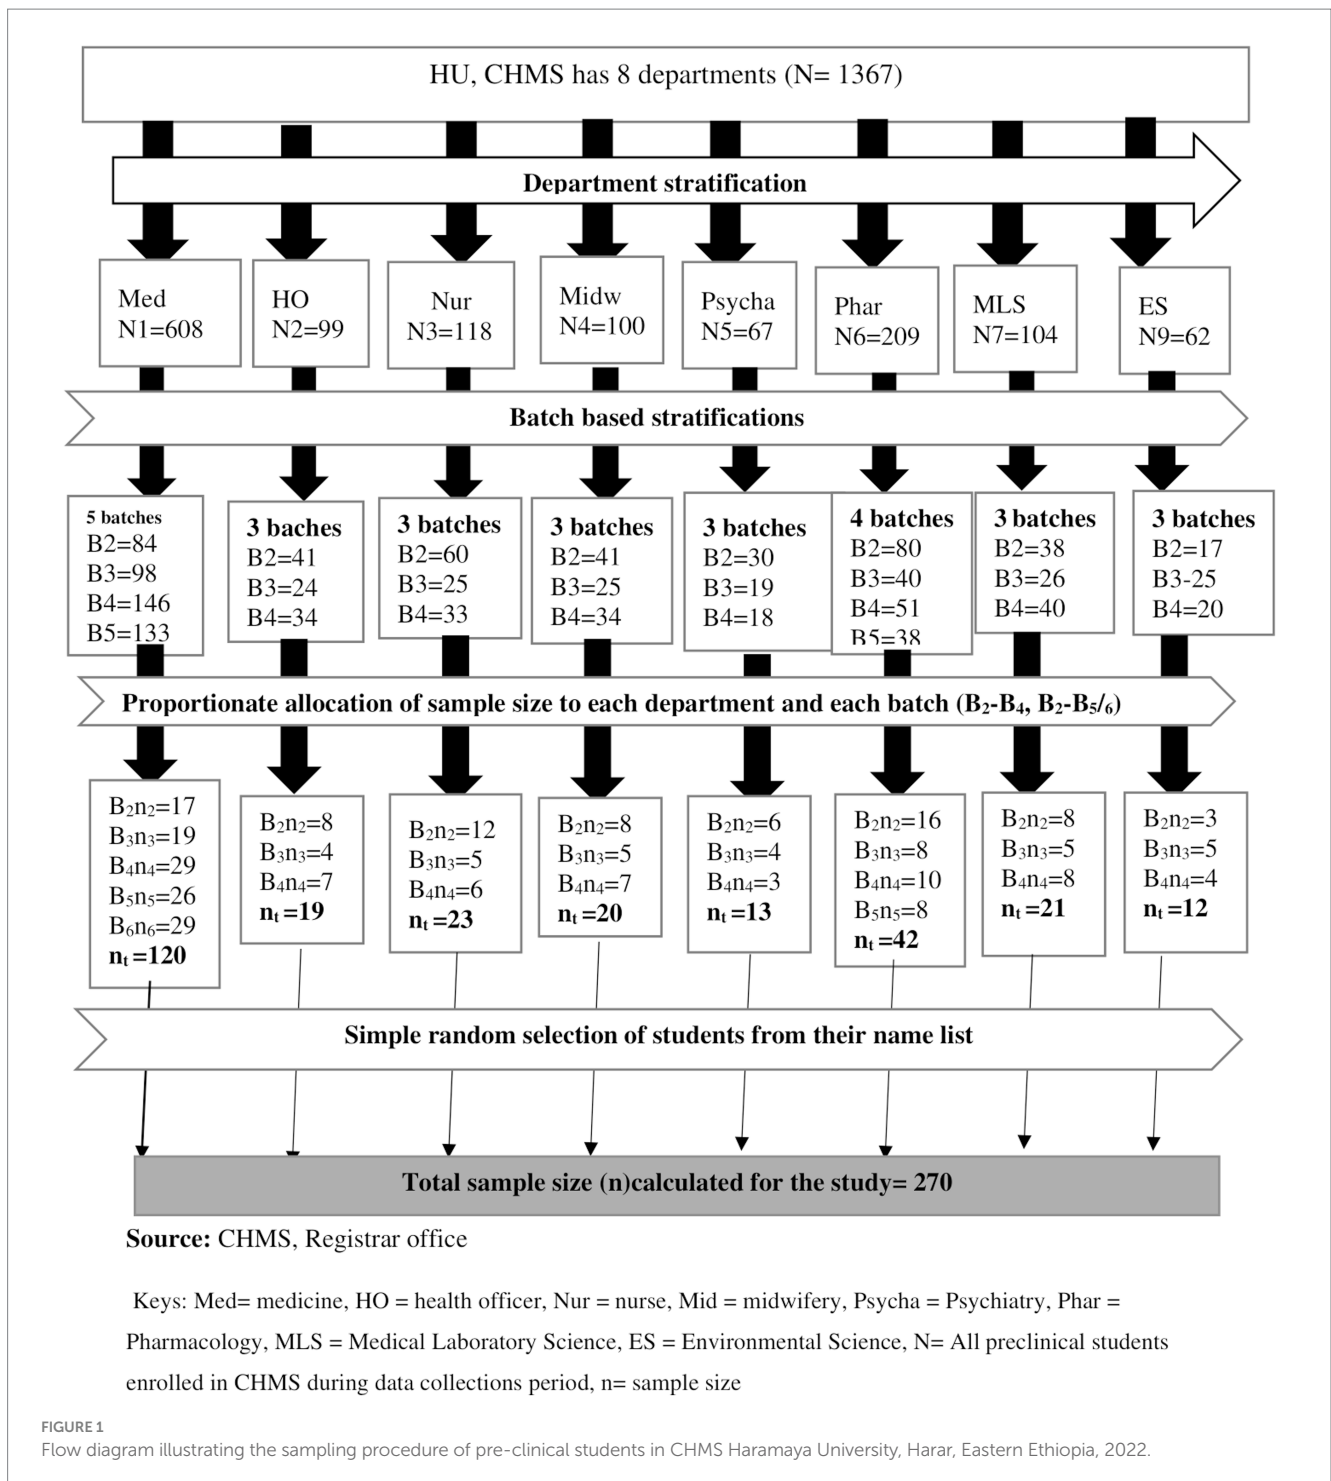 HU, CHMS has 8 departments (N= 1367)
Department stratification
Med
N1=608
HO
N2=99
Nur
N3=118
Midw
N4=100
Psycha
N5=67
Phar
N6=209
MLS
N7=104
ES
N9=62
Batch based stratifications
5 batches
B2=84
B3=98
B4=146
B5=133
3 baches
B2=41
B3=24
B4=34
3 batches
B2=60
B3=25
B4=33
3 batches
B2=41
B3=25
B4=34
3 batches
B2=30
B3=19
B4=18
4 batches
B2=80
B3=40
B4=51
B5=38
3 batches
B2=38
B3=26
B4=40
3 batches
B2=17
B3-25
B4=20
Proportionate allocation of sample size to each department and each batch (B₂-B₄, B₂-B₅/₆)
B₂n₂=17
B₃n₃=19
B₄n₄=29
B₅n₅=26
B₆n₆=29
nₜ =120
B₂n₂=8
B₃n₃=4
B₄n₄=7
nₜ =19
B₂n₂=12
B₃n₃=5
B₄n₄=6
nₜ =23
B₂n₂=8
B₃n₃=5
B₄n₄=7
nₜ =20
B₂n₂=6
B₃n₃=4
B₄n₄=3
nₜ =13
B₂n₂=16
B₃n₃=8
B₄n₄=10
B₅n₅=8
nₜ =42
B₂n₂=8
B₃n₃=5
B₄n₄=8
nₜ =21
B₂n₂=3
B₃n₃=5
B₄n₄=4
nₜ =12
Simple random selection of students from their name list
Total sample size (n)calculated for the study= 270
Source: CHMS, Registrar office
Keys: Med= medicine, HO = health officer, Nur = nurse, Mid = midwifery, Psycha = Psychiatry, Phar =
Pharmacology, MLS = Medical Laboratory Science, ES = Environmental Science, N= All preclinical students
enrolled in CHMS during data collections period, n= sample size
FIGURE 1
Flow diagram illustrating the sampling procedure of pre-clinical students in CHMS Haramaya University, Harar, Eastern Ethiopia, 2022.